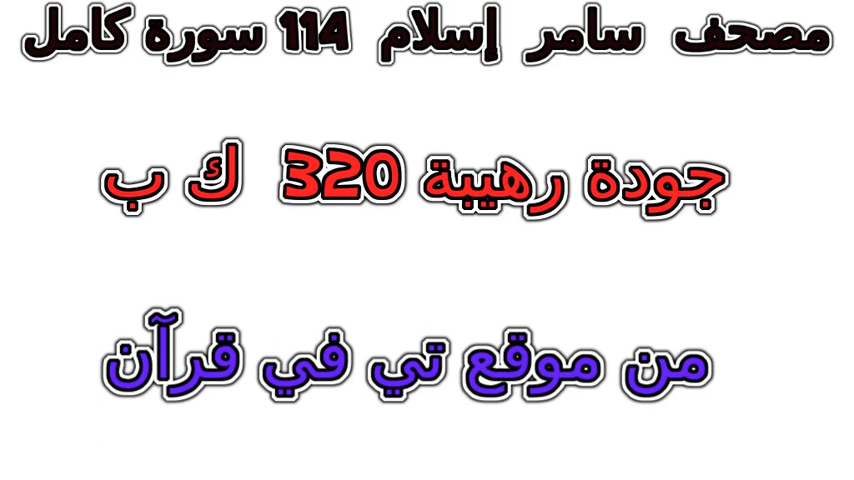 مصحف سامر إسلام 114 سورة كامل
جودة رهيبة 320 ك ب
من موقع تي في قرآن